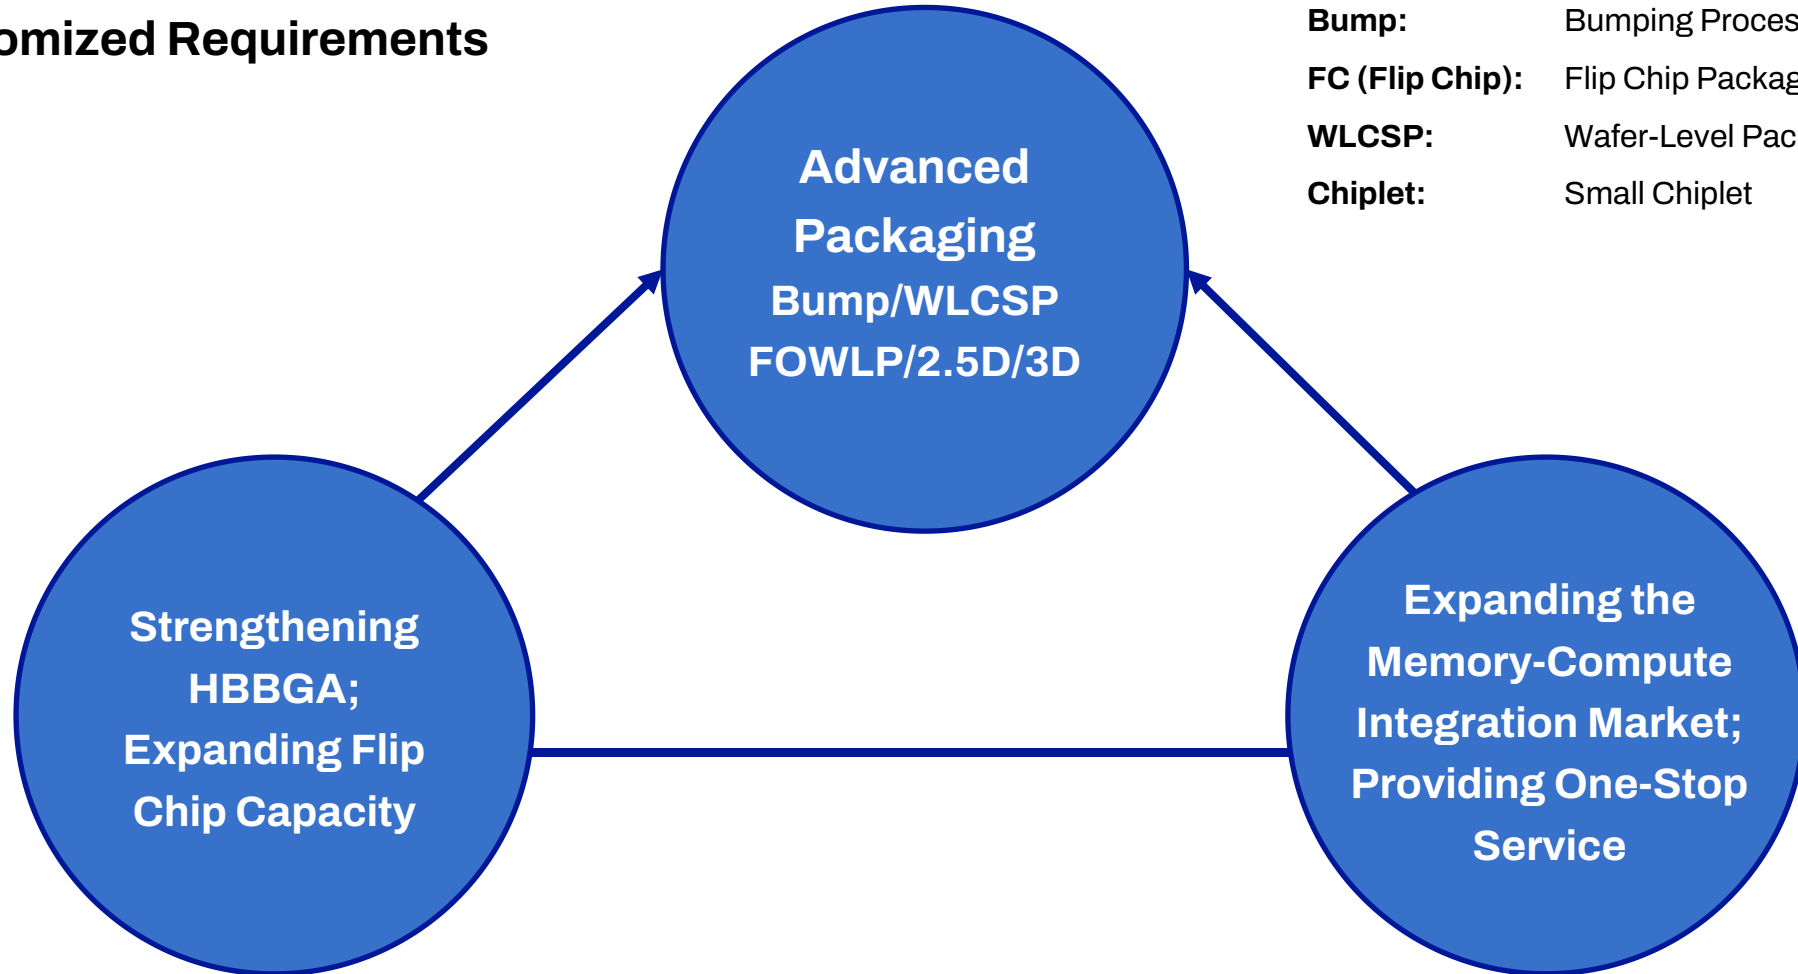 omized Requirements
Bump: Bumping Proces
FC (Flip Chip): Flip Chip Packag
WLCSP: Wafer-Level Pac
Chiplet: Small Chiplet
Advanced
Packaging
Bump/WLCSP
FOWLP/2.5D/3D
Strengthening
HBBGA;
Expanding Flip
Chip Capacity
Expanding the
Memory-Compute
Integration Market;
Providing One-Stop
Service